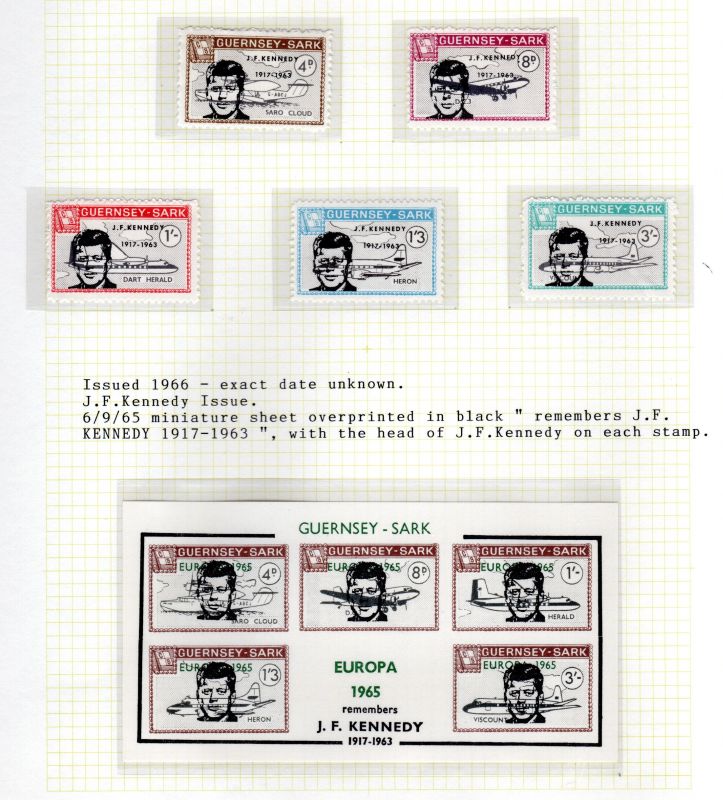 GUERNSEY-SARK
J.F. KENNEDY
4D
1917-1963
G-ABCJ
SARO CLOUD
GUERNSEY-SARK
J.F. KENNEDY
8D
1917-1963
GUERNSEY-SARK
J.F. KENNEDY
1917-1963
1'-
DART HERALD
GUERNSEY-SARK
J.F. KENNEDY
1917-1963
1'3
HERON
GUERNSEY-SARK
J.F. KENNEDY
1917-1963
3'-
VISCOUNT
Issued 1966 - exact date unknown.
J.F.Kennedy Issue.
6/9/65 miniature sheet overprinted in black " remembers J.F.
KENNEDY 1917-1963 ", with the head of J.F.Kennedy on each stamp.
GUERNSEY - SARK
GUERNSEY-SARK
EUROPA 1965
4D
SARO CLOUD
GUERNSEY-SARK
EUROPA 1965
8D
GUERNSEY-SARK
EUROPA 1965
1'-
HERALD
GUERNSEY-SARK
EUROPA 1965
1'3
HERON
EUROPA
1965
remembers
J. F. KENNEDY
1917-1963
GUERNSEY-SARK
EUROPA 1965
3'-
VISCOUNT